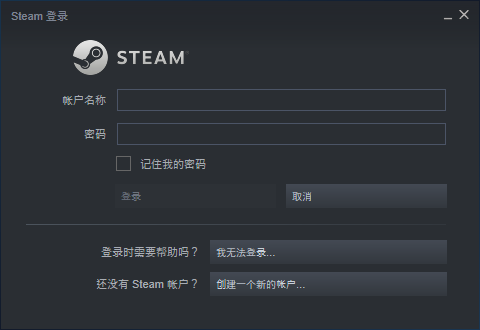 Steam 登录
STEAM
帐户名称
密码
记住我的密码
登录
取消
登录时需要帮助吗？
我无法登录...
还没有 Steam 帐户？
创建一个新的帐户...